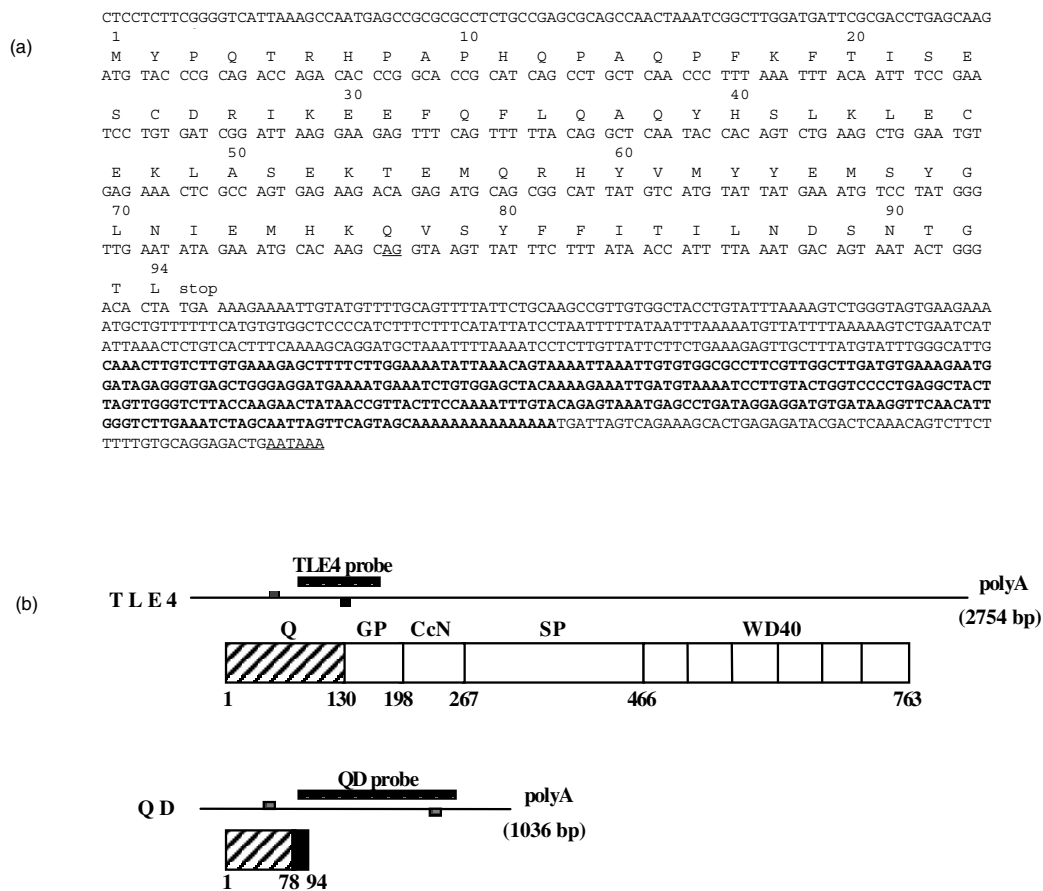 (a)
CTCCTCTTCGGGGTCATTAAAGCCAATGAGCCGCGCGCCTCTGCCGAGCGCAGCCAACTAAATCGGCTTGGATGATTCGCGACCTGAGCAAG
1 10 20
M Y P Q T R H P A P H Q P A Q P F K F T I S E
ATG TAC CCG CAG ACC AGA CAC CCG GCA CCG CAT CAG CCT GCT CAA CCC TTT AAA TTT ACA ATT TCC GAA
30 40
S C D R I K E E F Q F L Q A Q Y H S L K L E C
TCC TGT GAT CGG ATT AAG GAA GAG TTT CAG TTT TTA CAG GCT CAA TAC CAC AGT CTG AAG CTG GAA TGT
50 60
E K L A S E K T E M Q R H Y V M Y Y E M S Y G
GAG AAA CTC GCC AGT GAG AAG ACA GAG ATG CAG CGG CAT TAT GTC ATG TAT TAT GAA ATG TCC TAT GGG
70 80 90
L N I E M H K Q V S Y F F I T I L N D S N T G
TTG AAT ATA GAA ATG CAC AAG CAG GTA AGT TAT TTC TTT ATA ACC ATT TTA AAT GAC AGT AAT ACT GGG
94
T L stop
ACA CTA TGA AAAGAAAATTGTATGTTTTGCAGTTTTATTCTGCAAGCCGTTGTGGCTACCTGTATTTAAAAGTCTGGGTAGTGAAGAAA
ATGCTGTTTTTTCATGTGTGGCTCCCCATCTTTCTTTCATATTATCCTAATTTTTATAATTTAAAAATGTTATTTTAAAAAGTCTGAATCAT
ATTAAACTCTGTCACTTTCAAAAGCAGGATGCTAAATTTTAAAATCCTCTTGTTATTCTTCTGAAAGAGTTGCTTTATGTATTTGGGCATTG
CAAACTTGTCTTGTGAAAGAGCTTTTCTTGGAAAATATTAAACAGTAAAATTAAATTGTGTGGCGCCTTCGTTGGCTTGATGTGAAAGAATG
GATAGAGGGTGAGCTGGGAGGATGAAAATGAAATCTGTGGAGCTACAAAAGAAATTGATGTAAAATCCTTGTACTGGTCCCCTGAGGCTACT
TAGTTGGGTCTTACCAAGAACTATAACCGTTACTTCCAAAATTTGTACAGAGTAAATGAGCCTGATAGGAGGATGTGATAAGGTTCAACATT
GGGTCTTGAAATCTAGCAATTAGTTCAGTAGCAAAAAAAAAAAAAAATGATTAGTCAGAAAGCACTGAGAGATACGACTCAAACAGTCTTCT
TTTTGTGCAGGAGACTGAATAAA
(b)
TLE4 probe
TLE4
polyA
(2754 bp)
Q GP CcN SP WD40
1 130 198 267 466 763
QD probe
QD
polyA
(1036 bp)
1 78 94